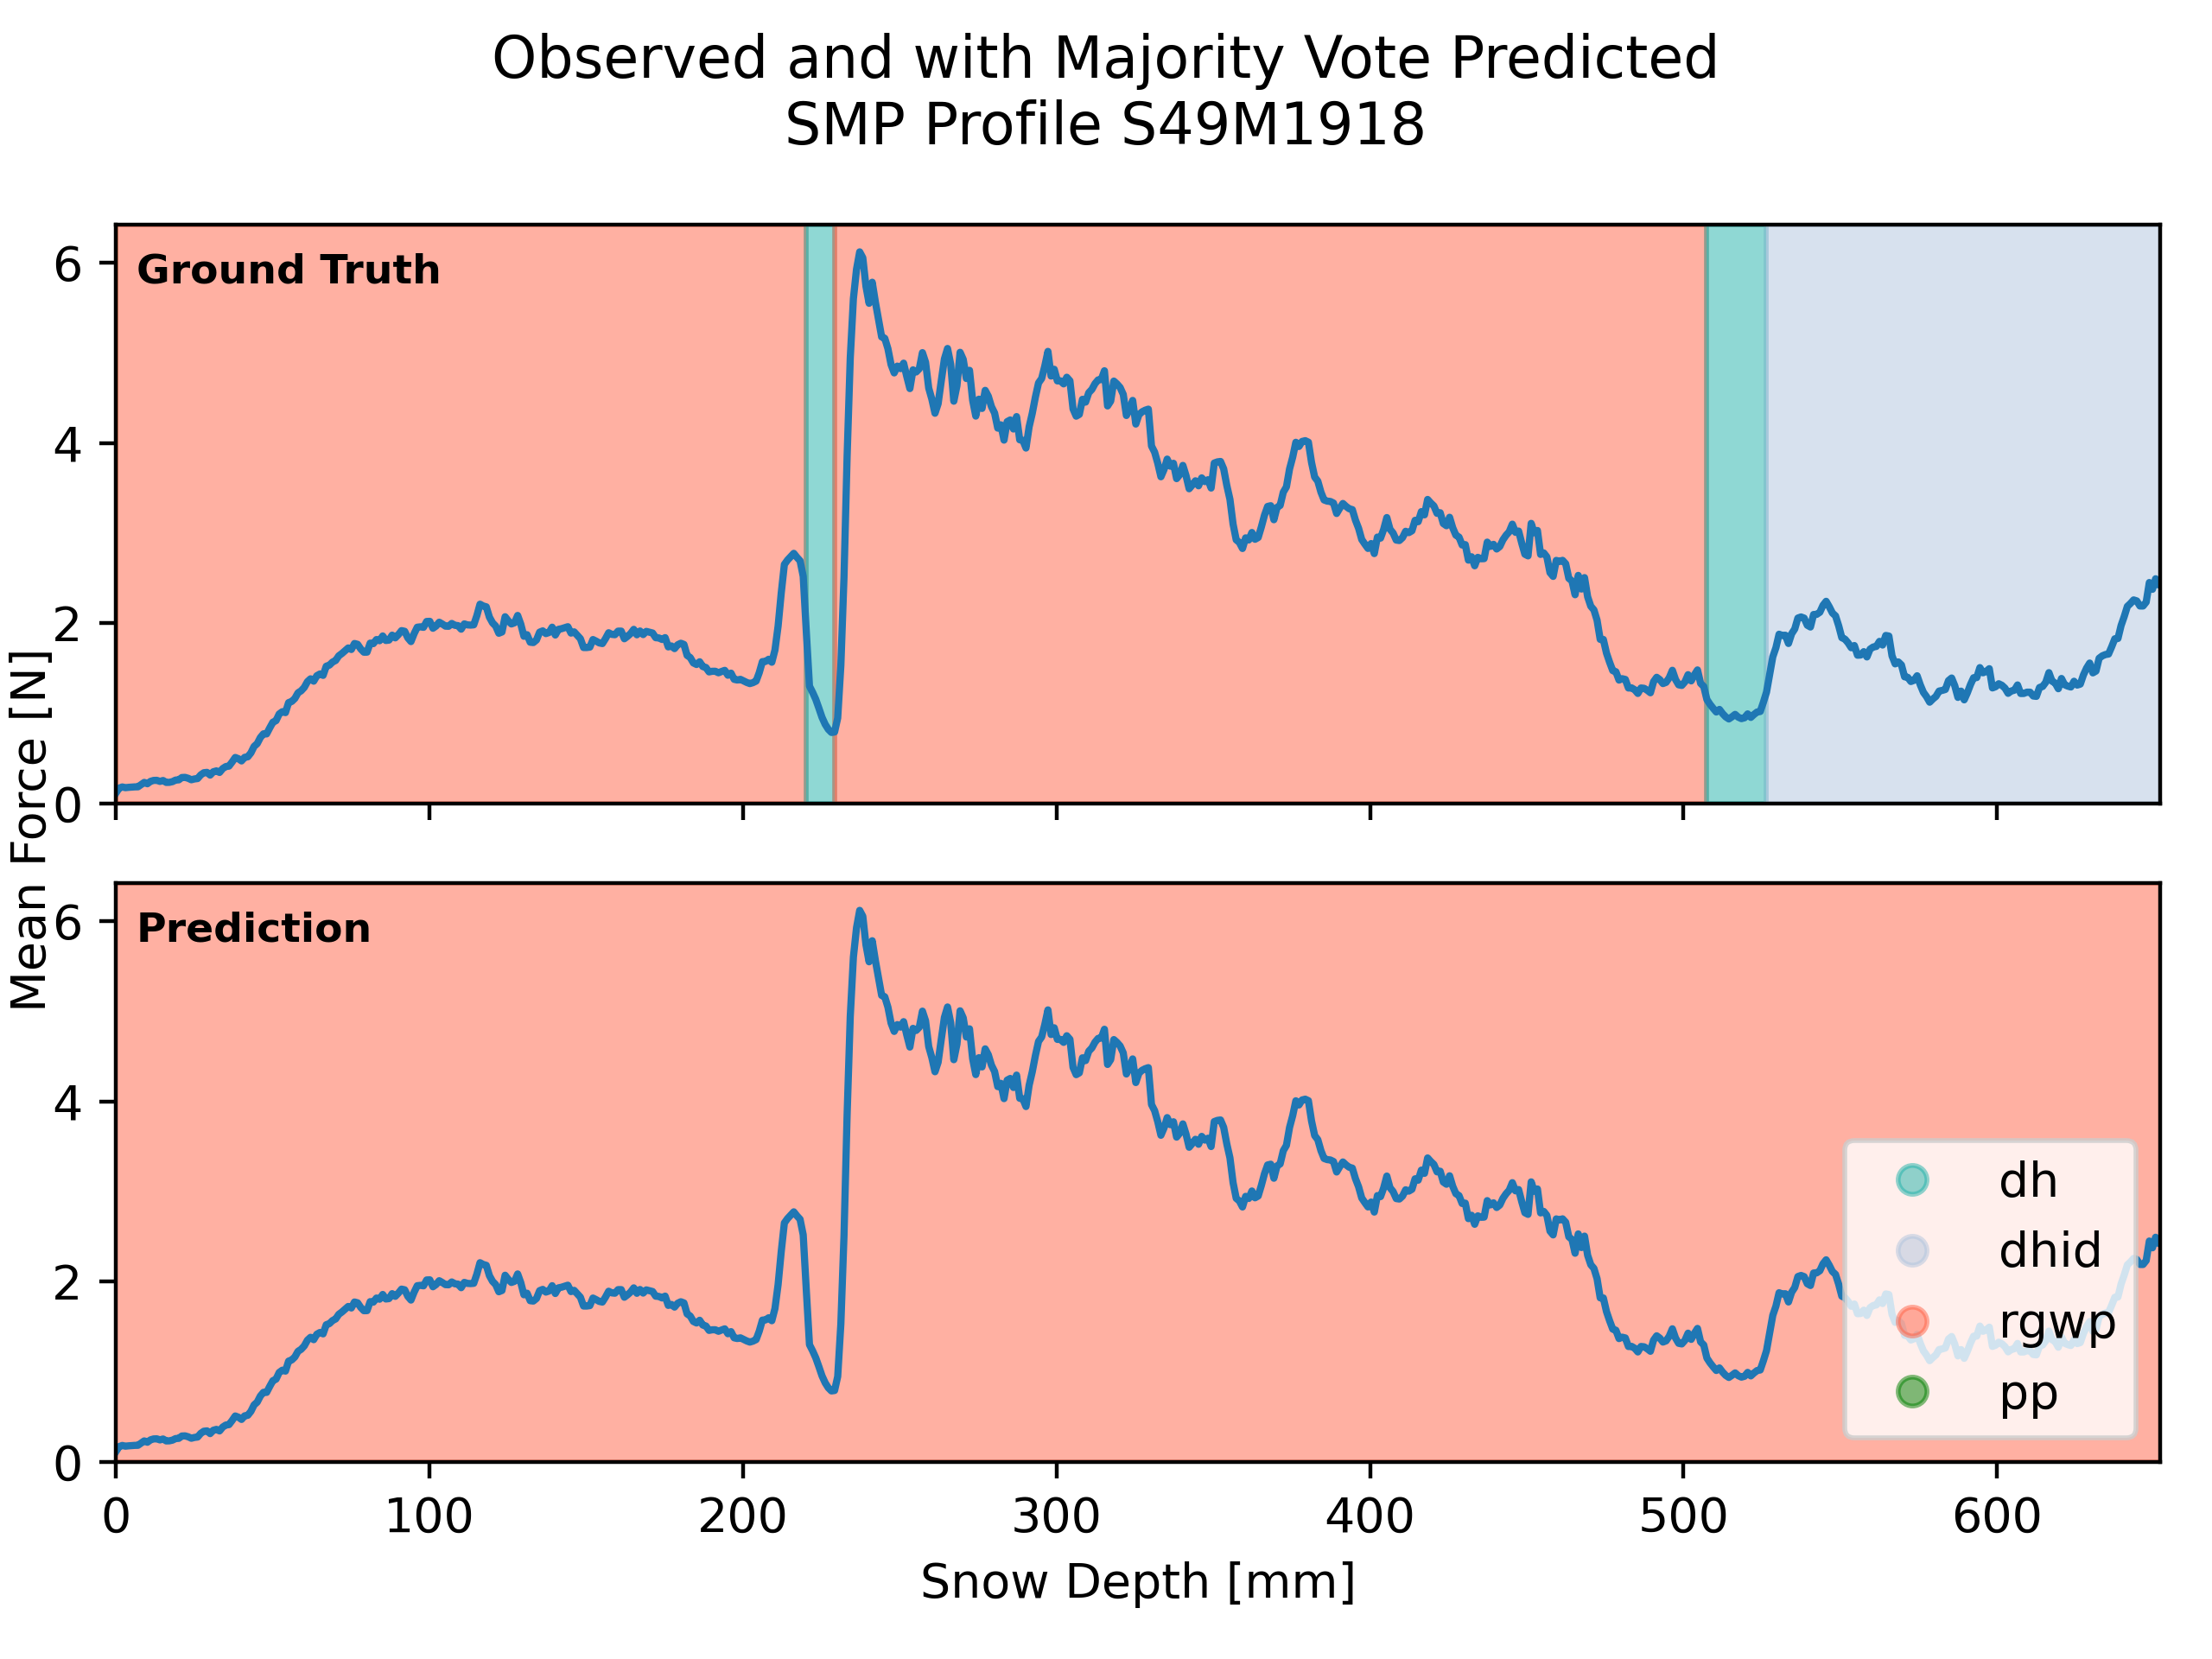 Observed and with Majority Vote Predicted
SMP Profile S49M1918
Mean Force [N]
6
4
2
0
Ground Truth
6
4
2
0
Prediction
dh
dhid
rgwp
pp
0 100 200 300 400 500 600
Snow Depth [mm]